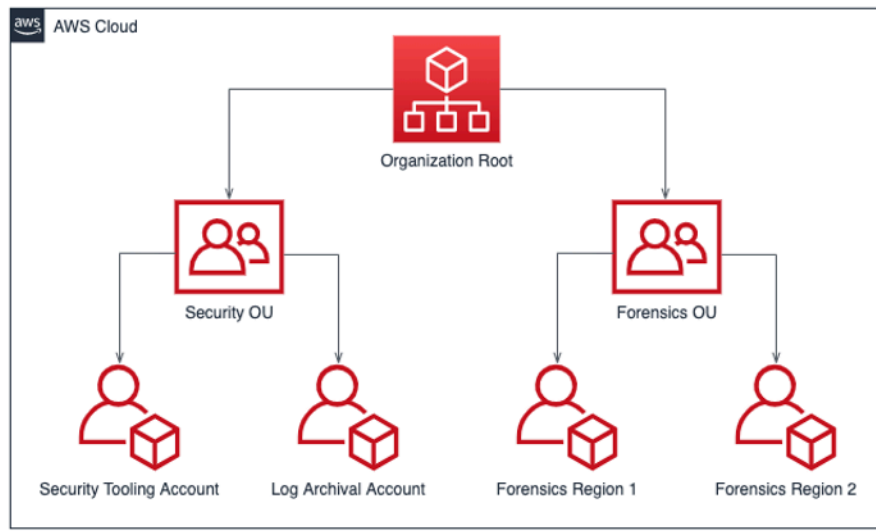 aws
AWS Cloud
Organization Root
Security OU
Forensics OU
Security Tooling Account
Log Archival Account
Forensics Region 1
Forensics Region 2